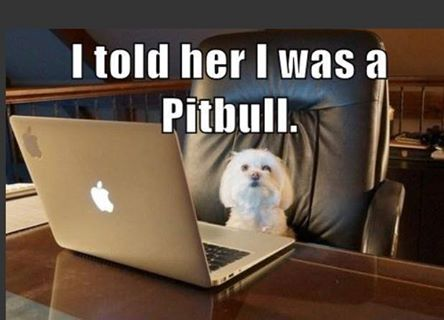 I told her I was a
Pitbull.